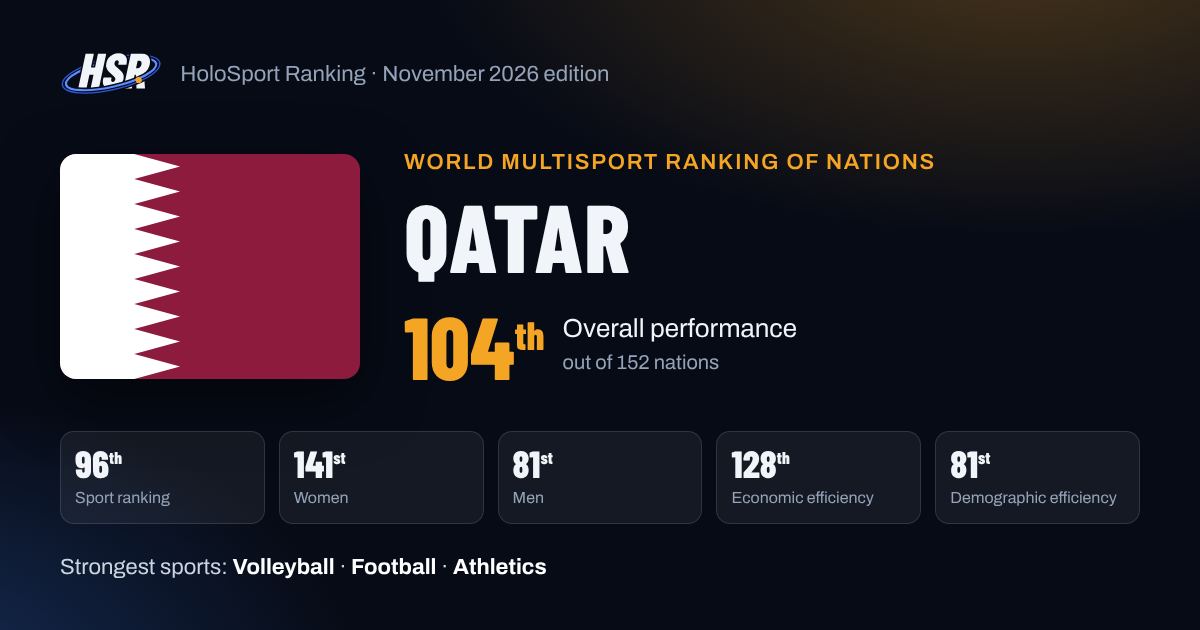 HSR
HoloSport Ranking · November 2026 edition
WORLD MULTISPORT RANKING OF NATIONS
QATAR
104th
Overall performance
out of 152 nations
96th
Sport ranking
141st
Women
81st
Men
128th
Economic efficiency
81st
Demographic efficiency
Strongest sports: Volleyball · Football · Athletics